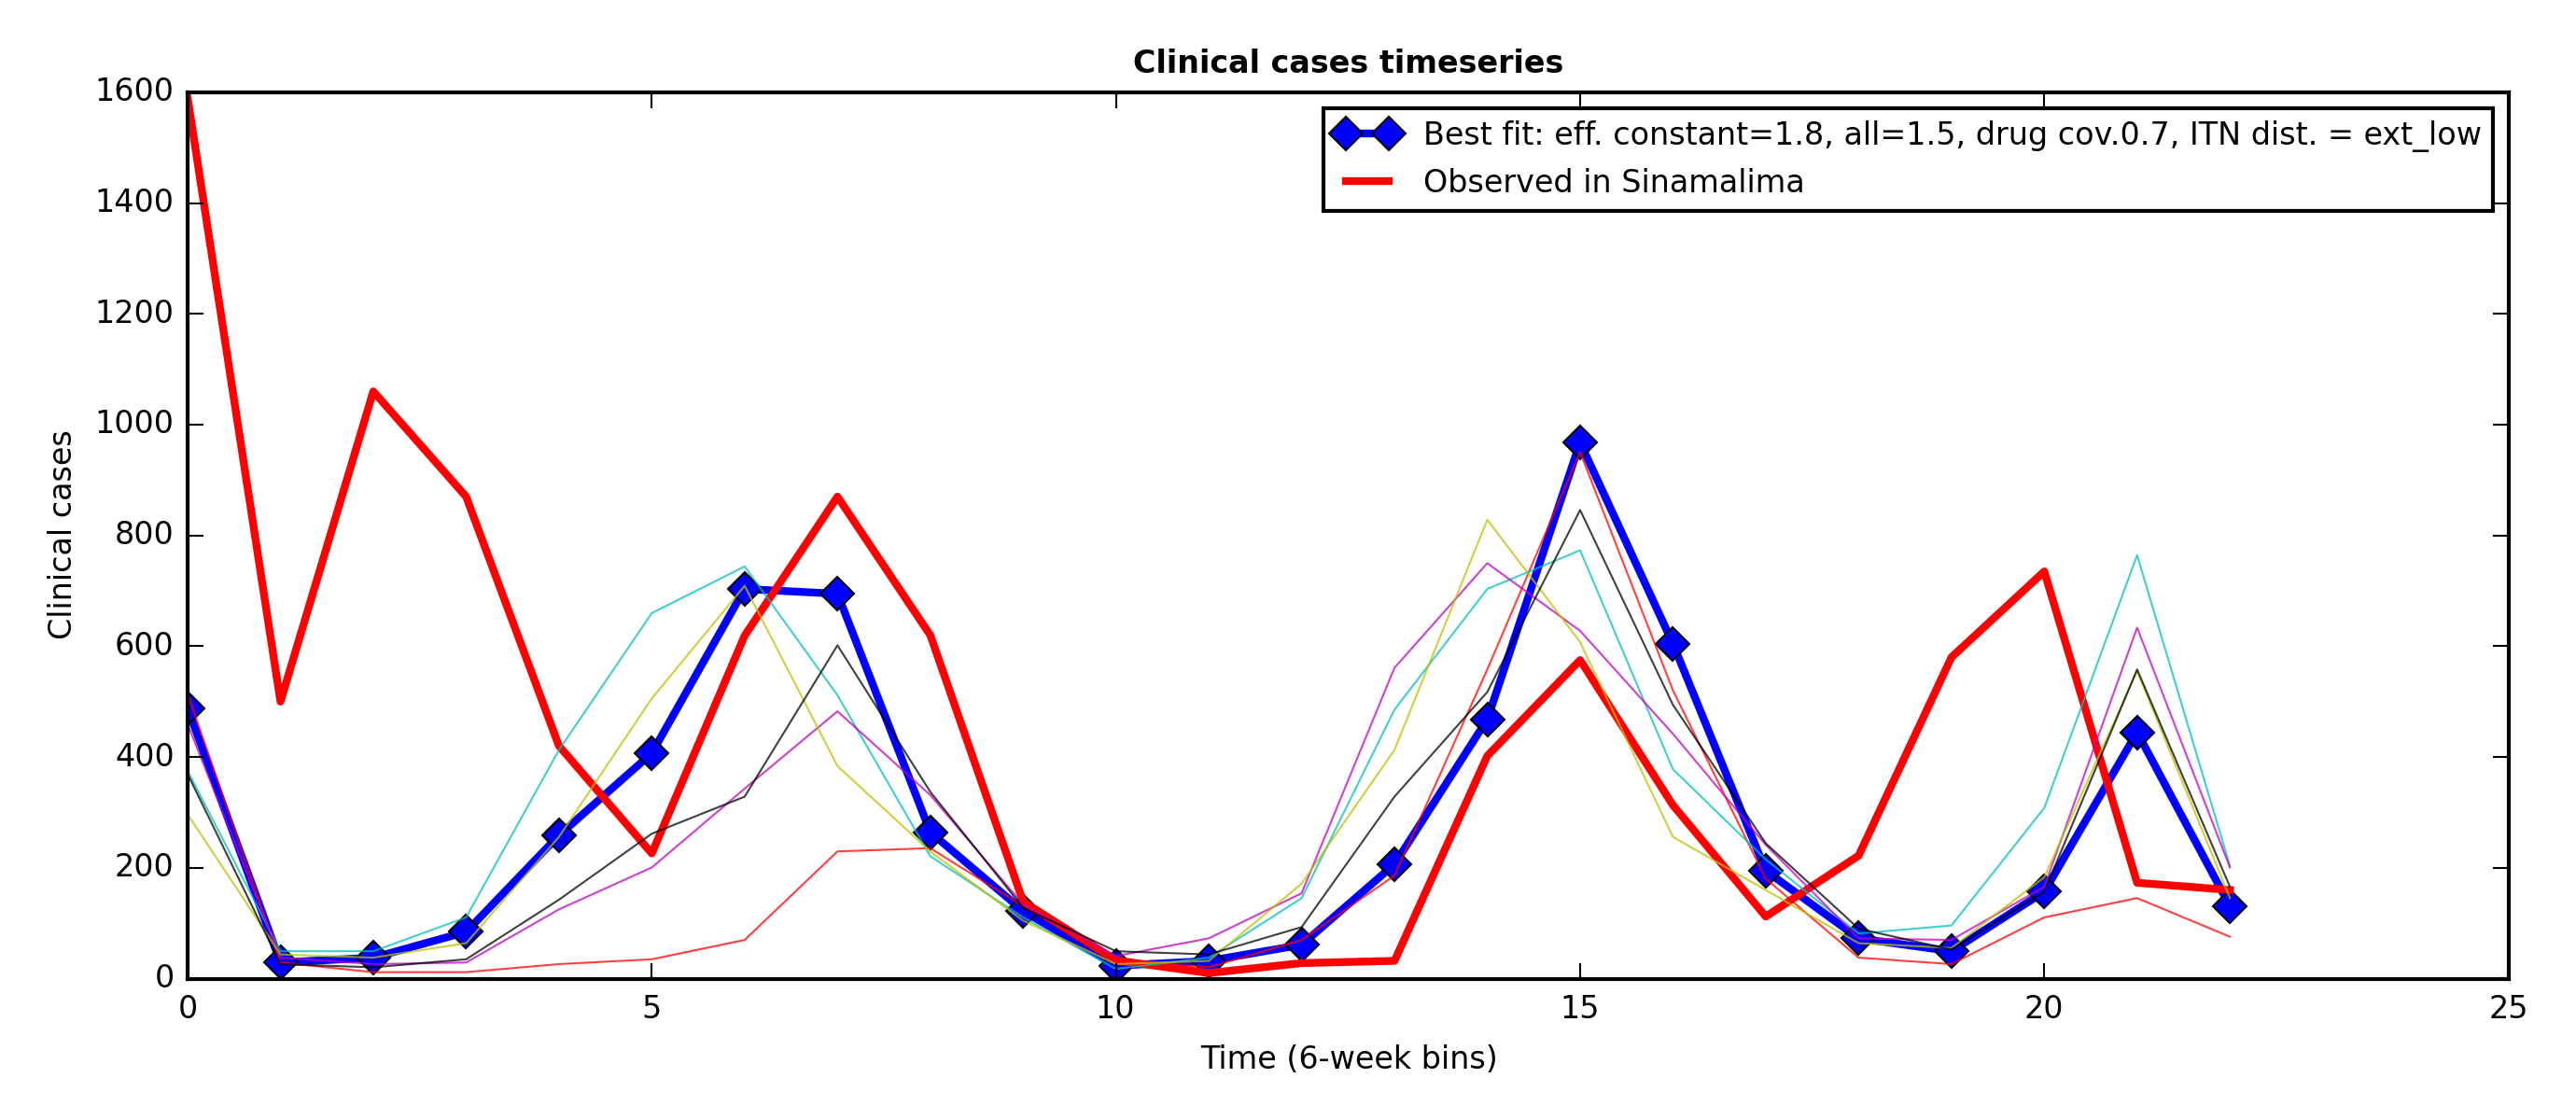 Clinical cases timeseries
Best fit: eff. constant=1.8, all=1.5, drug cov.0.7, ITN dist. = ext_low
Observed in Sinamalima
Clinical cases
1600
1400
1200
1000
800
600
400
200
0
0 5 10 15 20 25
Time (6-week bins)